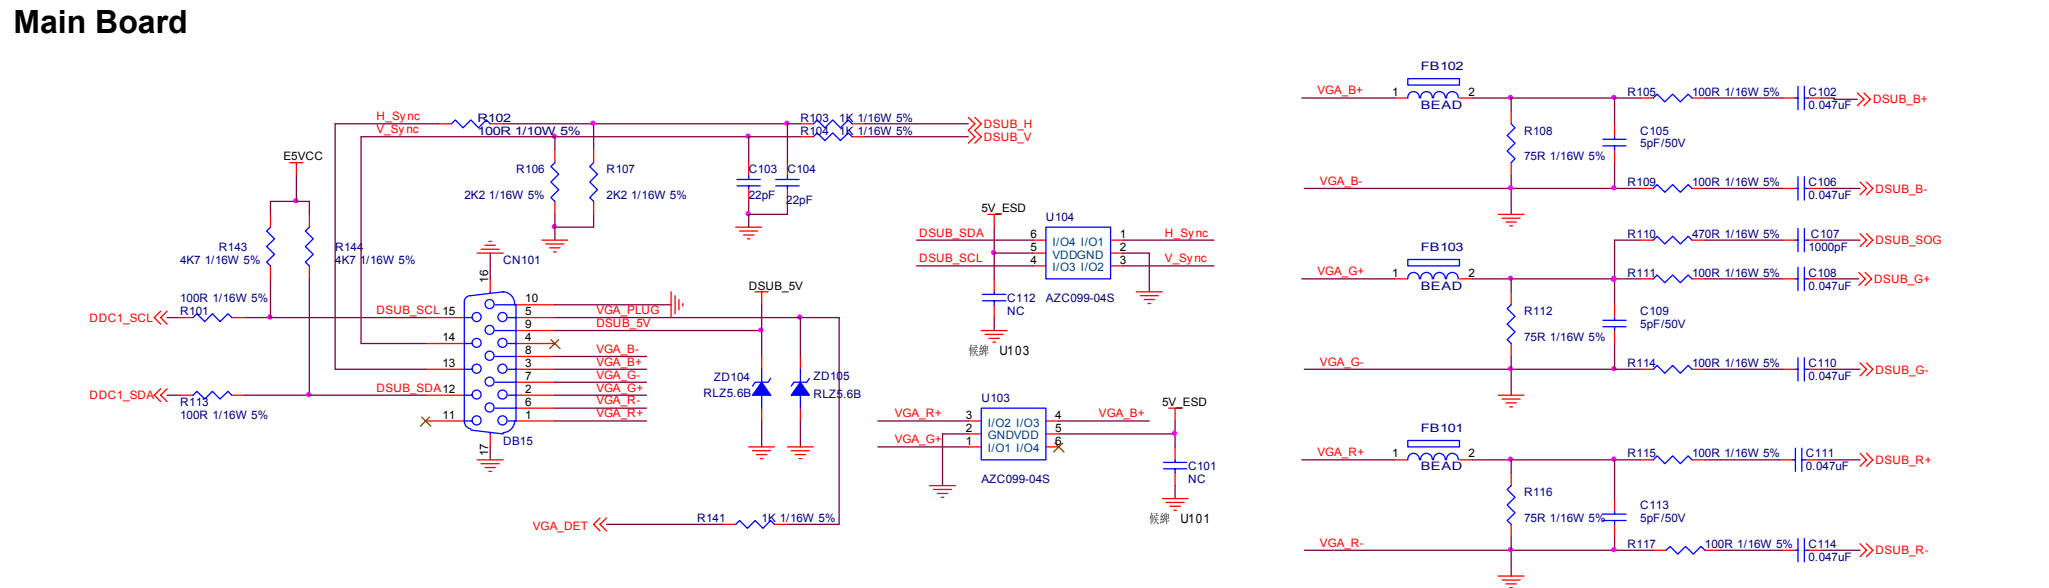 Main Board
H_Sync
V_Sync
R102
100R 1/10W 5%
R103 1K 1/16W 5%
R104 1K 1/16W 5%
DSUB_H
DSUB_V
E5VCC
R106
2K2 1/16W 5%
R107
2K2 1/16W 5%
C103
22pF
C104
22pF
R143
4K7 1/16W 5%
R144
4K7 1/16W 5%
CN101
16
100R 1/16W 5%
R101
DDC1_SCL
DSUB_SCL 15
14
13
DDC1_SDA
DSUB_SDA 12
R113
100R 1/16W 5%
11
17
DB15
10
5 VGA_PLUG
9 DSUB_5V
4
8 VGA_B-
3 VGA_B+
7 VGA_G-
2 VGA_G+
6 VGA_R-
1 VGA_R+
DSUB_5V
ZD104
RLZ5.6B
ZD105
RLZ5.6B
VGA_DET
R141 1K 1/16W 5%
5V_ESD
U104
DSUB_SDA 6 I/O4 I/O1 1 H_Sync
5 VDDGND 2
DSUB_SCL 4 I/O3 I/O2 3 V_Sync
C112
NC
AZC099-04S
候綁 U103
U103
5V_ESD
VGA_R+ 3 I/O2 I/O3 4 VGA_B+
2 GNDVDD 5
VGA_G+ 1 I/O1 I/O4 6
AZC099-04S
C101
NC
候綁 U101
FB102
VGA_B+ 1 2
BEAD
R105 100R 1/16W 5% C102
0.047uF
DSUB_B+
R108
75R 1/16W 5%
C105
5pF/50V
VGA_B-
R109 100R 1/16W 5% C106
0.047uF
DSUB_B-
R110 470R 1/16W 5% C107
1000pF
DSUB_SOG
FB103
VGA_G+ 1 2
BEAD
R111 100R 1/16W 5% C108
0.047uF
DSUB_G+
R112
75R 1/16W 5%
C109
5pF/50V
VGA_G-
R114 100R 1/16W 5% C110
0.047uF
DSUB_G-
FB101
VGA_R+ 1 2
BEAD
R115 100R 1/16W 5% C111
0.047uF
DSUB_R+
R116
75R 1/16W 5%
C113
5pF/50V
VGA_R-
R117 100R 1/16W 5% C114
0.047uF
DSUB_R-